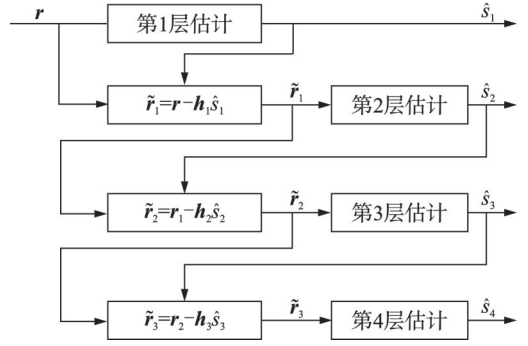 r 第1层估计 ŝ₁
r̃₁=r−h₁ŝ₁ r̃₁ 第2层估计 ŝ₂
r̃₂=r₁−h₂ŝ₂ r̃₂ 第3层估计 ŝ₃
r̃₃=r₂−h₃ŝ₃ r̃₃ 第4层估计 ŝ₄